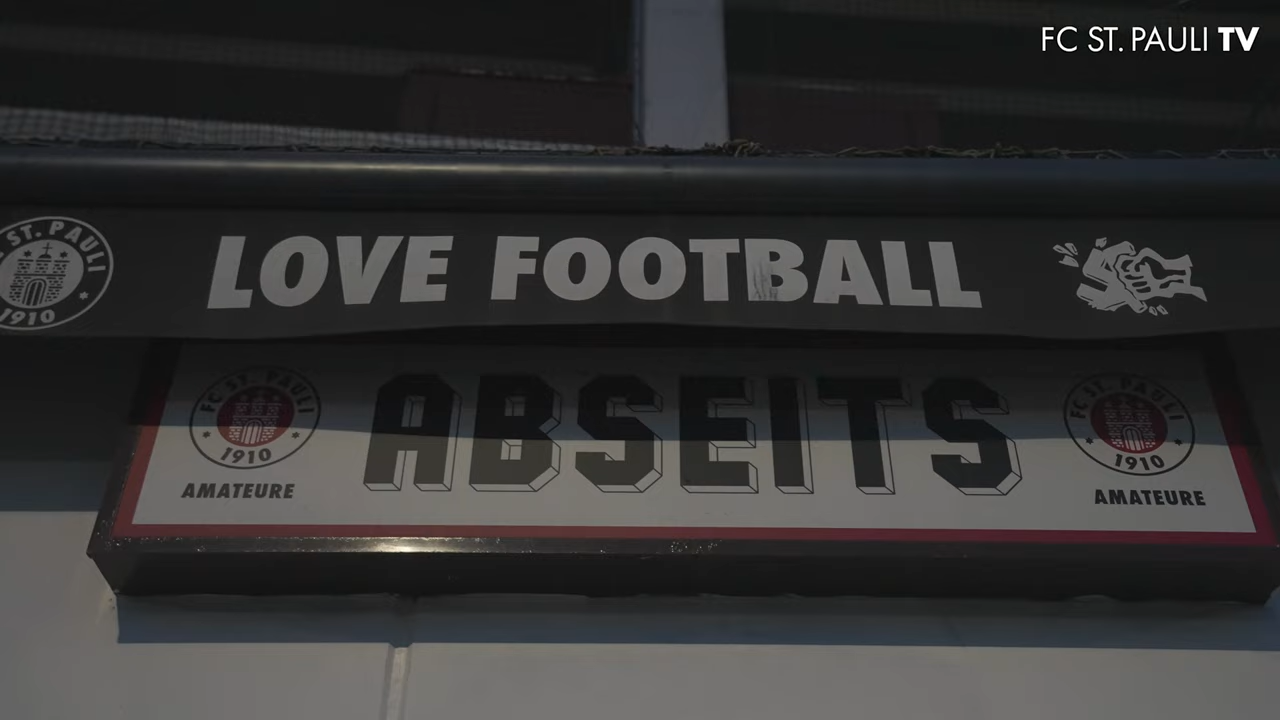 FC ST. PAULI TV
ST. PAULI
1910
LOVE FOOTBALL
FC ST. PAULI
1910
AMATEURE
ABSEITS
FC ST. PAULI
1910
AMATEURE